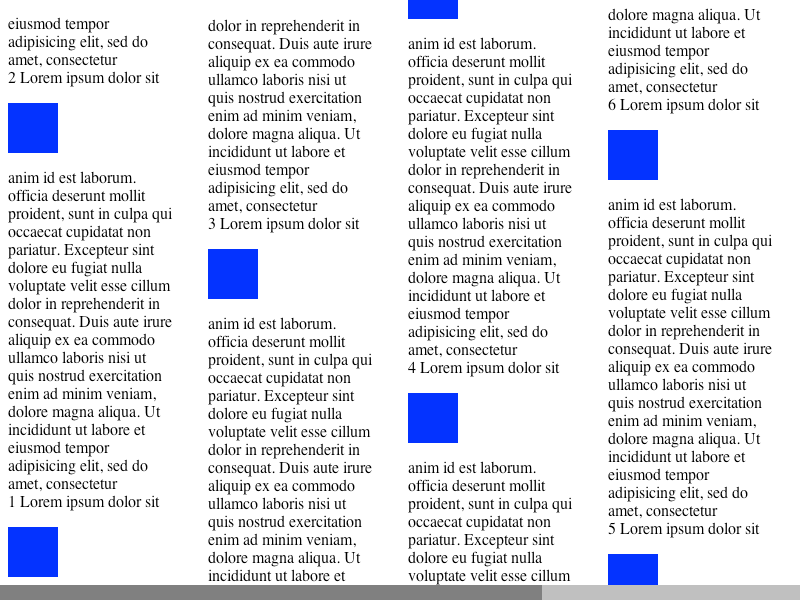 eiusmod tempor
adipisicing elit, sed do
amet, consectetur
2 Lorem ipsum dolor sit
anim id est laborum.
officia deserunt mollit
proident, sunt in culpa qui
occaecat cupidatat non
pariatur. Excepteur sint
dolore eu fugiat nulla
voluptate velit esse cillum
dolor in reprehenderit in
consequat. Duis aute irure
aliquip ex ea commodo
ullamco laboris nisi ut
quis nostrud exercitation
enim ad minim veniam,
dolore magna aliqua. Ut
incididunt ut labore et
eiusmod tempor
adipisicing elit, sed do
amet, consectetur
1 Lorem ipsum dolor sit
dolor in reprehenderit in
consequat. Duis aute irure
aliquip ex ea commodo
ullamco laboris nisi ut
quis nostrud exercitation
enim ad minim veniam,
dolore magna aliqua. Ut
incididunt ut labore et
eiusmod tempor
adipisicing elit, sed do
amet, consectetur
3 Lorem ipsum dolor sit
anim id est laborum.
officia deserunt mollit
proident, sunt in culpa qui
occaecat cupidatat non
pariatur. Excepteur sint
dolore eu fugiat nulla
voluptate velit esse cillum
dolor in reprehenderit in
consequat. Duis aute irure
aliquip ex ea commodo
ullamco laboris nisi ut
quis nostrud exercitation
enim ad minim veniam,
dolore magna aliqua. Ut
incididunt ut labore et
anim id est laborum.
officia deserunt mollit
proident, sunt in culpa qui
occaecat cupidatat non
pariatur. Excepteur sint
dolore eu fugiat nulla
voluptate velit esse cillum
dolor in reprehenderit in
consequat. Duis aute irure
aliquip ex ea commodo
ullamco laboris nisi ut
quis nostrud exercitation
enim ad minim veniam,
dolore magna aliqua. Ut
incididunt ut labore et
eiusmod tempor
adipisicing elit, sed do
amet, consectetur
4 Lorem ipsum dolor sit
anim id est laborum.
officia deserunt mollit
proident, sunt in culpa qui
occaecat cupidatat non
pariatur. Excepteur sint
dolore eu fugiat nulla
voluptate velit esse cillum
dolore magna aliqua. Ut
incididunt ut labore et
eiusmod tempor
adipisicing elit, sed do
amet, consectetur
6 Lorem ipsum dolor sit
anim id est laborum.
officia deserunt mollit
proident, sunt in culpa qui
occaecat cupidatat non
pariatur. Excepteur sint
dolore eu fugiat nulla
voluptate velit esse cillum
dolor in reprehenderit in
consequat. Duis aute irure
aliquip ex ea commodo
ullamco laboris nisi ut
quis nostrud exercitation
enim ad minim veniam,
dolore magna aliqua. Ut
incididunt ut labore et
eiusmod tempor
adipisicing elit, sed do
amet, consectetur
5 Lorem ipsum dolor sit